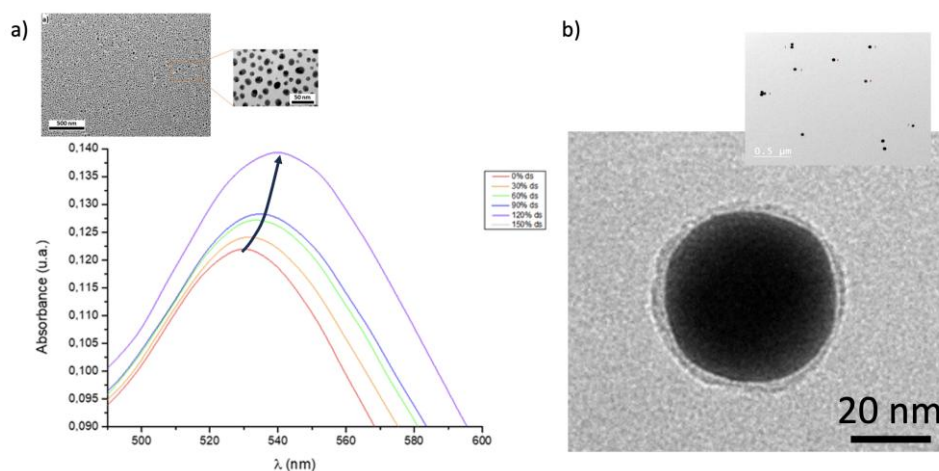 a)
b)
a)
500 nm
50 nm
0.5 µm
0,140
0,135
0,130
0,125
0,120
0,115
0,110
0,105
0,100
0,095
0,090
Absorbance (u.a.)
0% ds
30% ds
60% ds
90% ds
120% ds
150% ds
500
520
540
560
580
600
λ (nm)
20 nm